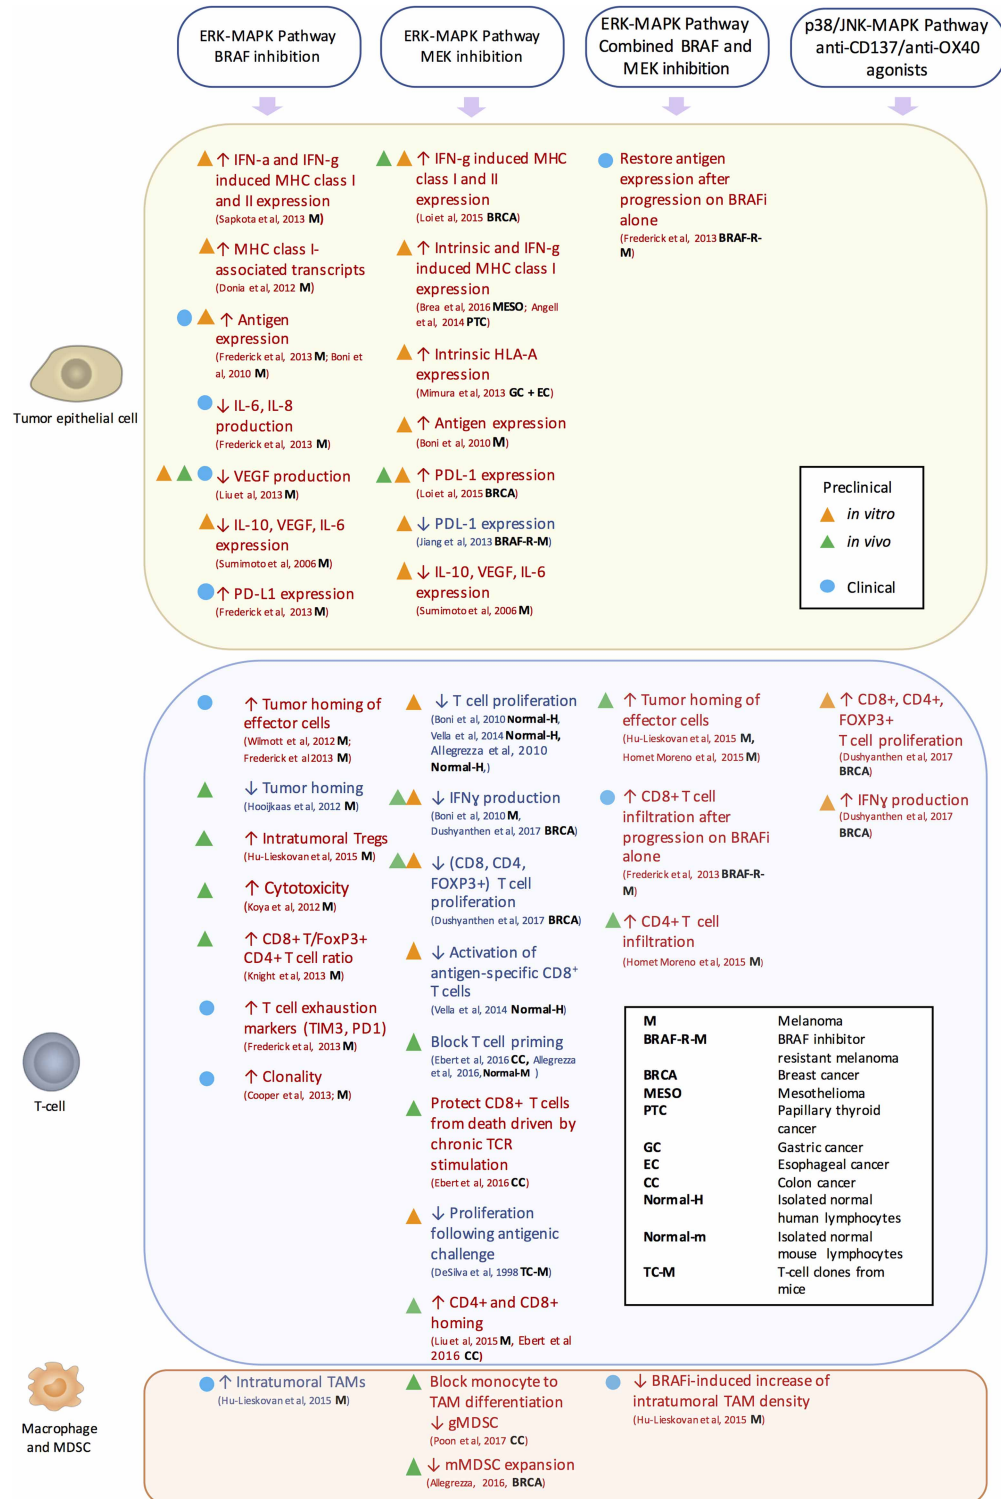 ERK-MAPK Pathway
BRAF inhibition
ERK-MAPK Pathway
MEK inhibition
ERK-MAPK Pathway
Combined BRAF and
MEK inhibition
p38/JNK-MAPK Pathway
anti-CD137/anti-OX40
agonists
Tumor epithelial cell
↑ IFN-a and IFN-g
induced MHC class I
and II expression
(Sapkota et al, 2013 M)
↑ MHC class I-
associated transcripts
(Donia et al, 2012 M)
↑ Antigen
expression
(Frederick et al, 2013 M; Boni et
al, 2010 M)
↓ IL-6, IL-8
production
(Frederick et al, 2013 M)
↓ VEGF production
(Liu et al, 2013 M)
↓ IL-10, VEGF, IL-6
expression
(Sumimoto et al, 2006 M)
↑ PD-L1 expression
(Frederick et al, 2013 M)
↑ IFN-g induced MHC
class I and II
expression
(Loi et al, 2015 BRCA)
↑ Intrinsic and IFN-g
induced MHC class I
expression
(Brea et al, 2016 MESO; Angell
et al, 2014 PTC)
↑ Intrinsic HLA-A
expression
(Mimura et al, 2013 GC + EC)
↑ Antigen expression
(Boni et al, 2010 M)
↑ PDL-1 expression
(Loi et al, 2015 BRCA)
↓ PDL-1 expression
(Jiang et al, 2013 BRAF-R-M)
↓ IL-10, VEGF, IL-6
expression
(Sumimoto et al, 2006 M)
Restore antigen
expression after
progression on BRAFi
alone
(Frederick et al, 2013 BRAF-R-
M)
Preclinical
in vitro
in vivo
Clinical
T-cell
↑ Tumor homing of
effector cells
(Wilmott et al, 2012 M;
Frederick et al 2013 M)
↓ Tumor homing
(Hooijkaas et al, 2012 M)
↑ Intratumoral Tregs
(Hu-Lieskovan et al, 2015 M)
↑ Cytotoxicity
(Koya et al, 2012 M)
↑ CD8+ T/FoxP3+
CD4+ T cell ratio
(Knight et al, 2013 M)
↑ T cell exhaustion
markers (TIM3, PD1)
(Frederick et al, 2013 M)
↑ Clonality
(Cooper et al, 2013; M)
↓ T cell proliferation
(Boni et al, 2010 Normal-H,
Vella et al, 2014 Normal-H,
Allegrezza et al, 2010
Normal-H,)
↓ IFNγ production
(Boni et al, 2010 M,
Dushyanthen et al, 2017 BRCA)
↓ (CD8, CD4,
FOXP3+) T cell
proliferation
(Dushyanthen et al, 2017 BRCA)
↓ Activation of
antigen-specific CD8⁺
T cells
(Vella et al, 2014 Normal-H)
Block T cell priming
(Ebert et al, 2016 CC, Allegrezza
et al, 2016, Normal-M )
Protect CD8+ T cells
from death driven by
chronic TCR
stimulation
(Ebert et al, 2016 CC)
↓ Proliferation
following antigenic
challenge
(DeSilva et al, 1998 TC-M)
↑ CD4+ and CD8+
homing
(Liu et al, 2015 M, Ebert et al
2016 CC)
↑ Tumor homing of
effector cells
(Hu-Lieskovan et al, 2015 M,
Homet Moreno et al, 2015 M)
↑ CD8+ T cell
infiltration after
progression on BRAFi
alone
(Frederick et al, 2013 BRAF-R-
M)
↑ CD4+ T cell
infiltration
(Homet Moreno et al, 2015 M)
↑ CD8+, CD4+,
FOXP3+
T cell proliferation
(Dushyanthen et al, 2017
BRCA)
↑ IFNγ production
(Dushyanthen et al, 2017
BRCA)
M Melanoma
BRAF-R-M BRAF inhibitor
resistant melanoma
BRCA Breast cancer
MESO Mesothelioma
PTC Papillary thyroid
cancer
GC Gastric cancer
EC Esophageal cancer
CC Colon cancer
Normal-H Isolated normal
human lymphocytes
Normal-m Isolated normal
mouse lymphocytes
TC-M T-cell clones from
mice
Macrophage
and MDSC
↑ Intratumoral TAMs
(Hu-Lieskovan et al, 2015 M)
Block monocyte to
TAM differentiation
↓ gMDSC
(Poon et al, 2017 CC)
↓ mMDSC expansion
(Allegrezza, 2016, BRCA)
↓ BRAFi-induced increase of
intratumoral TAM density
(Hu-Lieskovan et al, 2015 M)